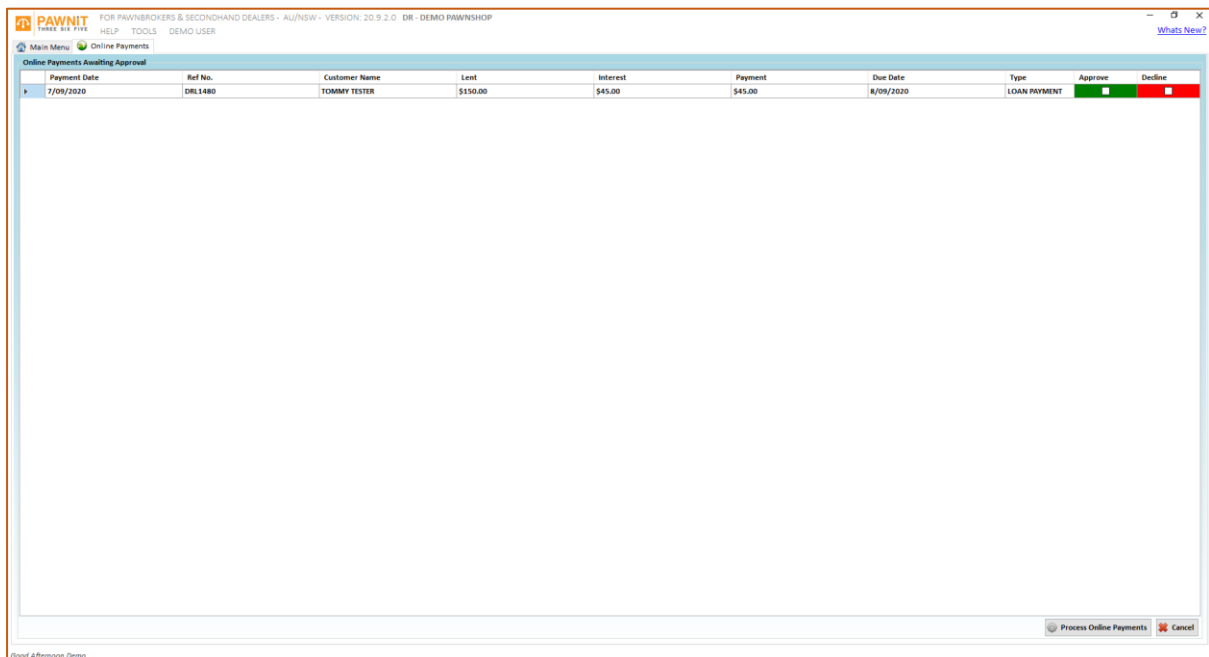 PAWNIT
THREE SIX FIVE
FOR PAWNBROKERS & SECONDHAND DEALERS - AU/NSW - VERSION: 20.9.2.0 DR - DEMO PAWNSHOP
HELP TOOLS DEMO USER
Whats New?
Main Menu Online Payments
Online Payments Awaiting Approval
Payment Date Ref No. Customer Name Lent Interest Payment Due Date Type Approve Decline
7/09/2020 DRL1480 TOMMY TESTER $150.00 $45.00 $45.00 8/09/2020 LOAN PAYMENT
Process Online Payments Cancel
Good Afternoon Demo